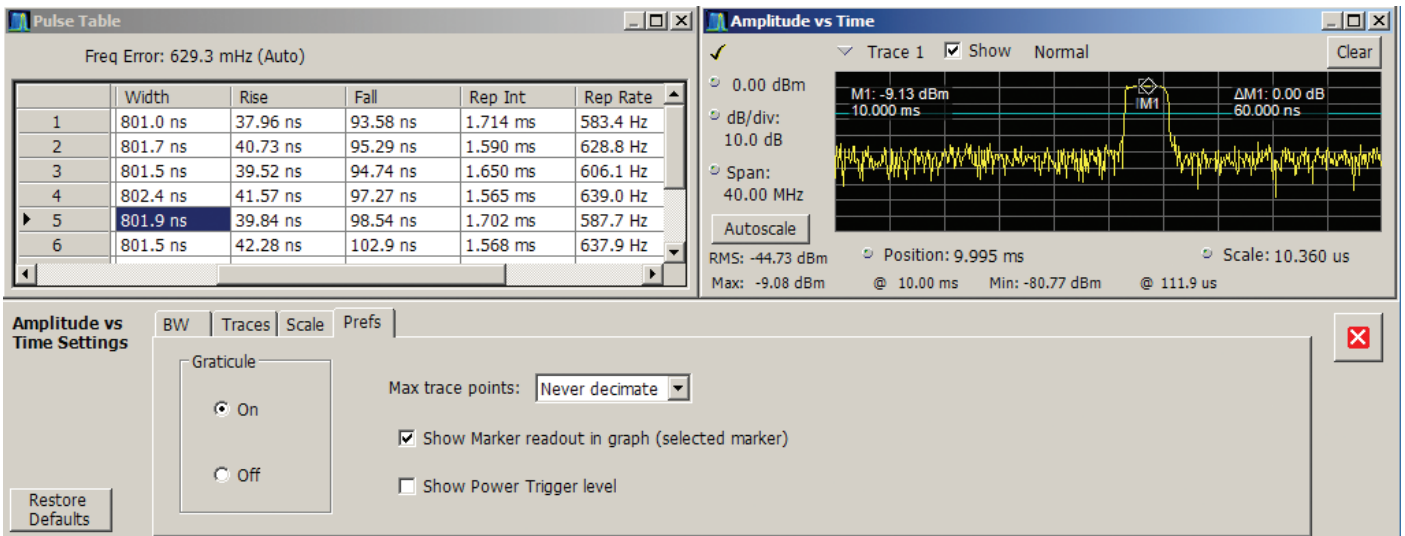 Pulse Table
Freq Error: 629.3 mHz (Auto)
Width Rise Fall Rep Int Rep Rate
1 801.0 ns 37.96 ns 93.58 ns 1.714 ms 583.4 Hz
2 801.7 ns 40.73 ns 95.29 ns 1.590 ms 628.8 Hz
3 801.5 ns 39.52 ns 94.74 ns 1.650 ms 606.1 Hz
4 802.4 ns 41.57 ns 97.27 ns 1.565 ms 639.0 Hz
5 801.9 ns 39.84 ns 98.54 ns 1.702 ms 587.7 Hz
6 801.5 ns 42.28 ns 102.9 ns 1.568 ms 637.9 Hz
Amplitude vs Time
Trace 1 Show Normal Clear
0.00 dBm
dB/div:
10.0 dB
Span:
40.00 MHz
Autoscale
M1: -9.13 dBm
10.000 ms
M1
ΔM1: 0.00 dB
60.000 ns
RMS: -44.73 dBm Position: 9.995 ms Scale: 10.360 us
Max: -9.08 dBm @ 10.00 ms Min: -80.77 dBm @ 111.9 us
Amplitude vs
Time Settings
BW Traces Scale Prefs
Graticule
On
Off
Max trace points: Never decimate
Show Marker readout in graph (selected marker)
Show Power Trigger level
Restore
Defaults